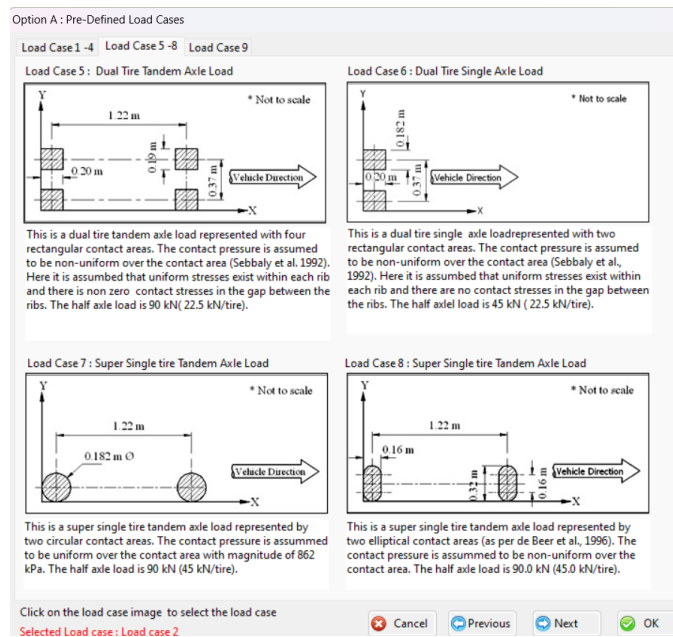 Option A : Pre-Defined Load Cases
Load Case 1 -4
Load Case 5 -8
Load Case 9
Load Case 5 : Dual Tire Tandem Axle Load
Y
* Not to scale
1.22 m
0.19 m
0.20 m
0.37 m
Vehicle Direction
X
This is a dual tire tandem axle load represented with four
rectangular contact areas. The contact pressure is assumed
to be non-uniform over the contact area (Sebbaly et al. 1992).
Here it is assumbed that uniform stresses exist within each rib
and there is non zero contact stresses in the gap between the
ribs. The half axle load is 90 kN( 22.5 kN/tire).
Load Case 6 : Dual Tire Single Axle Load
Y
* Not to scale
0.182 m
0.20 m
0.37 m
Vehicle Direction
X
This is a dual tire single axle loadrepresented with two
rectangular contact areas. The contact pressure is assumed
to be non-uniform over the contact area (Sebbaly et al.,
1992). Here it is assumbed that uniform stresses exist within
each rib and there are no contact stresses in the gap between
the ribs. The half axlel load is 45 kN ( 22.5 kN/tire).
Load Case 7 : Super Single tire Tandem Axle Load
Y
* Not to scale
1.22 m
0.182 m Ø
Vehicle Direction
X
This is a super single tire tandem axle load represented by
two circular contact areas. The contact pressure is assummed
to be uniform over the contact area with magnitude of 862
kPa. The half axle load is 90 kN (45 kN/tire).
Load Case 8 : Super Single tire Tandem Axle Load
Y
* Not to scale
1.22 m
0.16 m
0.32 m
0.16 m
Vehicle Direction
X
This is a super single tire tandem axle load represented by
two elliptical contact areas (as per de Beer et al., 1996). The
contact pressure is assummed to be non-uniform over the
contact area. The half axle load is 90.0 kN (45.0 kN/tire).
Click on the load case image to select the load case
Selected Load case : Load case 2
Cancel
Previous
Next
OK